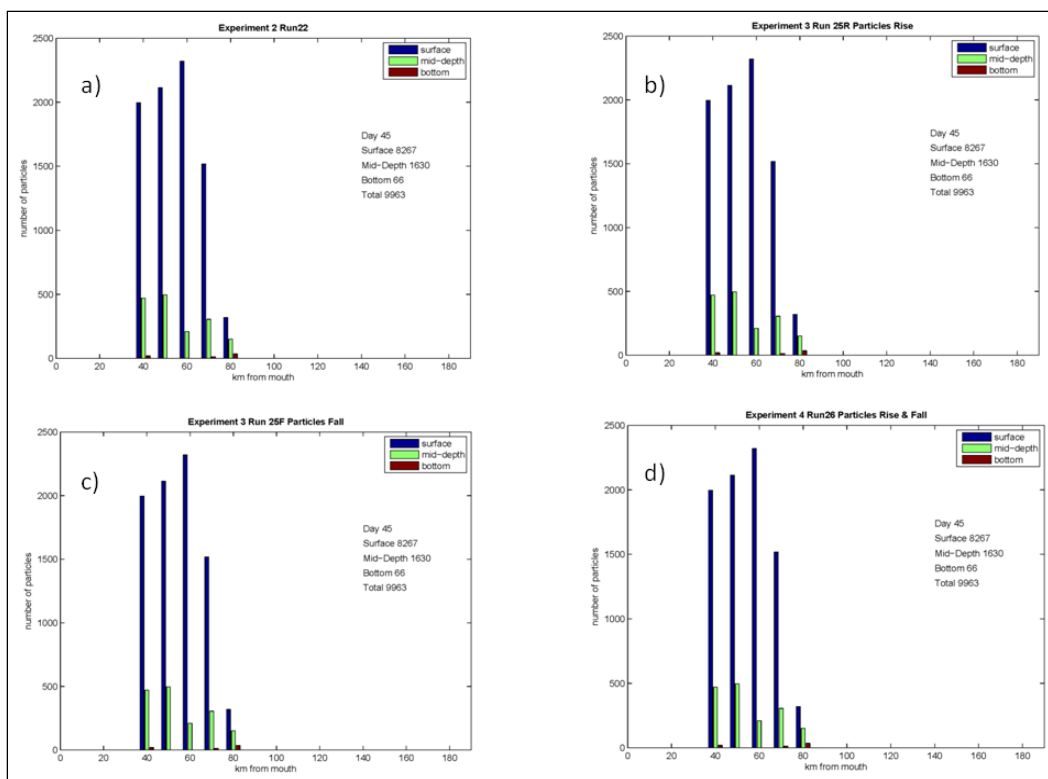 Experiment 2 Run22
a)
surface
mid-depth
bottom
Day 45
Surface 8267
Mid-Depth 1630
Bottom 66
Total 9963
number of particles
2500
2000
1500
1000
500
0
0 20 40 60 80 100 120 140 160 180
km from mouth
Experiment 3 Run 25R Particles Rise
b)
surface
mid-depth
bottom
Day 45
Surface 8267
Mid-Depth 1630
Bottom 66
Total 9963
number of particles
2500
2000
1500
1000
500
0
0 20 40 60 80 100 120 140 160 180
km from mouth
Experiment 3 Run 25F Particles Fall
c)
surface
mid-depth
bottom
Day 45
Surface 8267
Mid-Depth 1630
Bottom 66
Total 9963
number of particles
2500
2000
1500
1000
500
0
0 20 40 60 80 100 120 140 160 180
km from mouth
Experiment 4 Run26 Particles Rise & Fall
d)
surface
mid-depth
bottom
Day 45
Surface 8267
Mid-Depth 1630
Bottom 66
Total 9963
number of particles
2500
2000
1500
1000
500
0
0 20 40 60 80 100 120 140 160 180
km from mouth